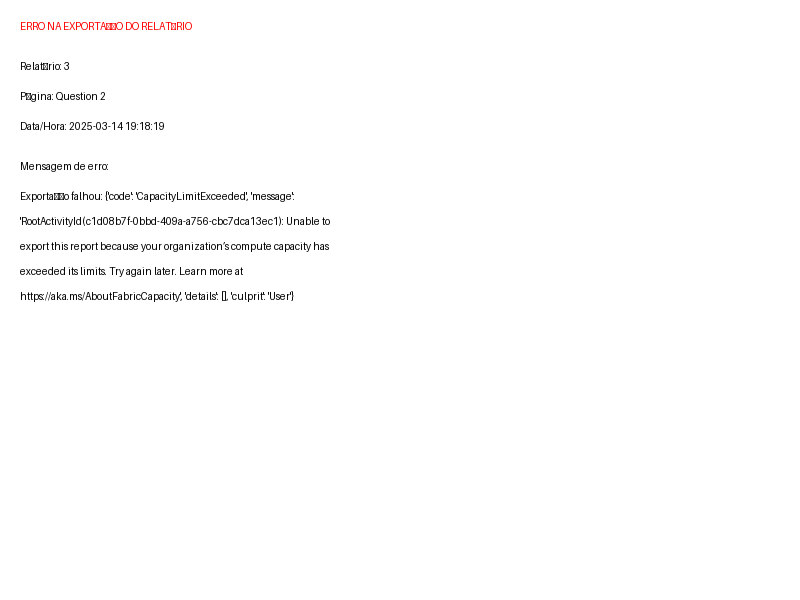 ERRO NA EXPORTA▯▯O DO RELAT▯RIO
Relat▯rio: 3
P▯gina: Question 2
Data/Hora: 2025-03-14 19:18:19
Mensagem de erro:
Exporta▯▯o falhou: {'code': 'CapacityLimitExceeded', 'message':
'RootActivityId(c1d08b7f-0bbd-409a-a756-cbc7dca13ec1): Unable to
export this report because your organization’s compute capacity has
exceeded its limits. Try again later. Learn more at
https://aka.ms/AboutFabricCapacity', 'details': [], 'culprit': 'User'}